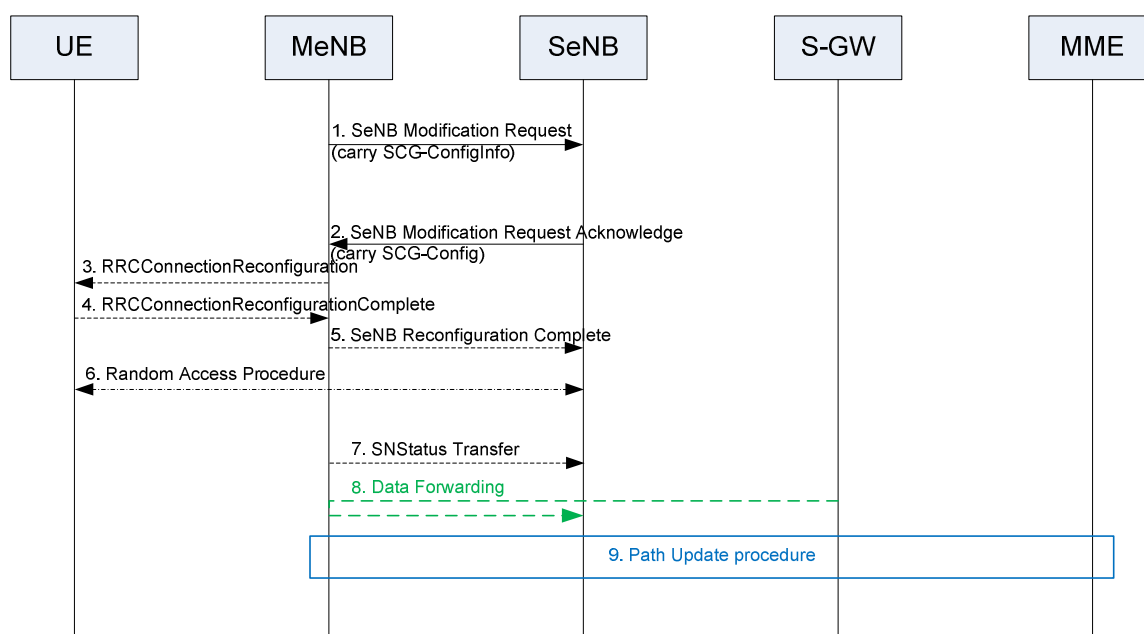 UE
MeNB
SeNB
S-GW
MME
1. SeNB Modification Request
(carry SCG-ConfigInfo)
2. SeNB Modification Request Acknowledge
(carry SCG-Config)
3. RRCConnectionReconfiguration
4. RRCConnectionReconfigurationComplete
5. SeNB Reconfiguration Complete
6. Random Access Procedure
7. SNStatus Transfer
8. Data Forwarding
9. Path Update procedure